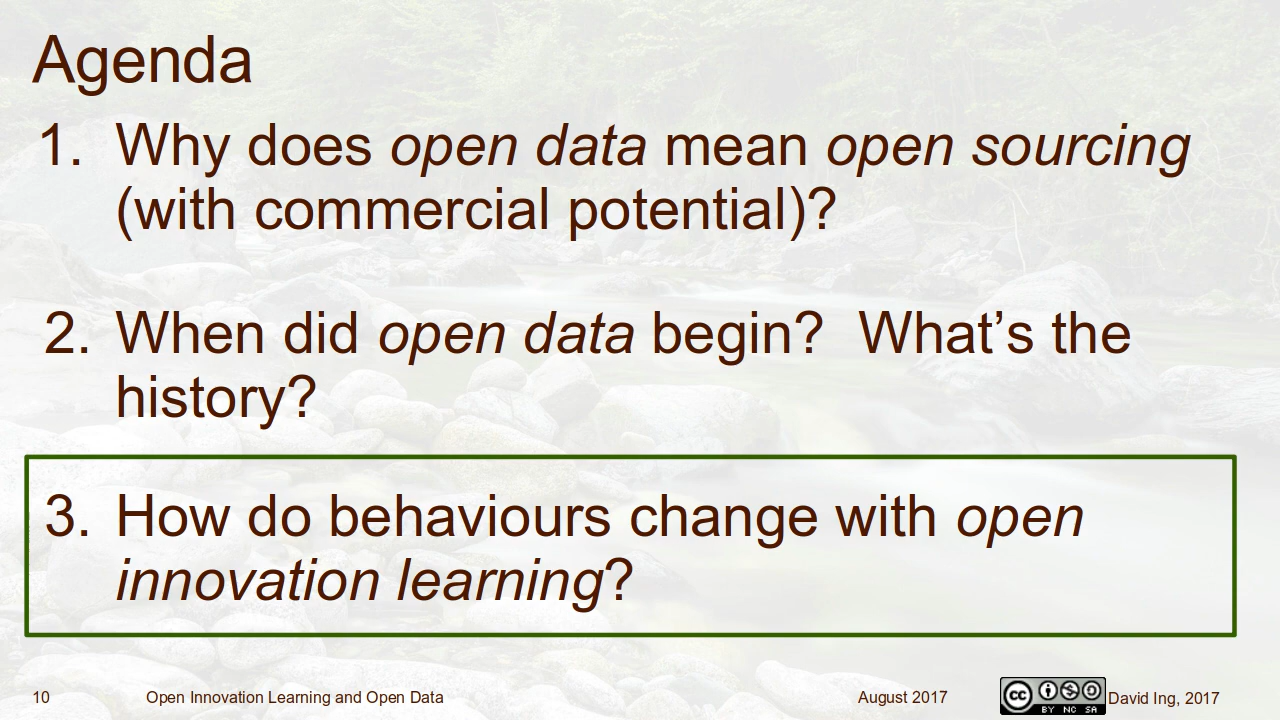 Agenda
1. Why does open data mean open sourcing
(with commercial potential)?
2. When did open data begin?  What’s the
history?
3. How do behaviours change with open
innovation learning?
10 Open Innovation Learning and Open Data August 2017 cc BY NC SA David Ing, 2017